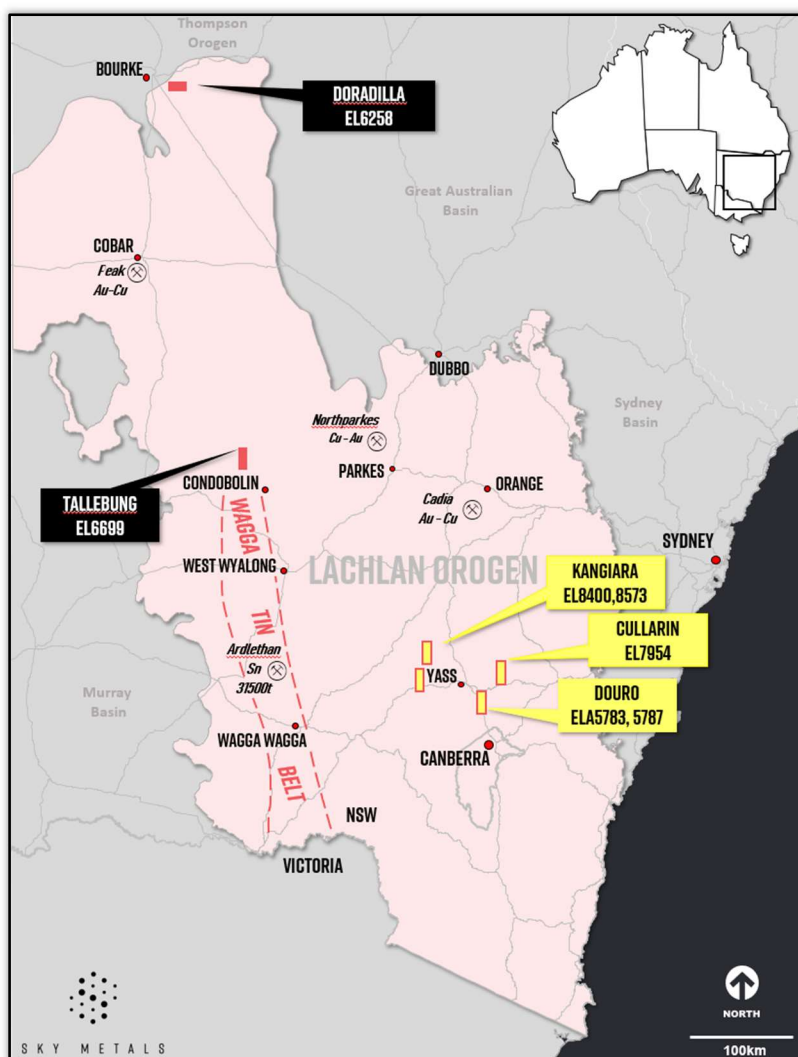 Thompson
Orogen
BOURKE
DORADILLA
EL6258
Great Australian
Basin
COBAR
Feak
Au-Cu
DUBBO
Northparkes
Cu - Au
Sydney
Basin
PARKES
CONDOBOLIN
ORANGE
TALLEBUNG
EL6699
Cadia
Au - Cu
WAGGA
TIN
BELT
SYDNEY
WEST WYALONG
LACHLAN OROGEN
KANGIARA
EL8400,8573
CULLARIN
EL7954
Ardlethan
Sn
31500t
YASS
DOURO
ELA5783, 5787
Murray
Basin
WAGGA WAGGA
CANBERRA
NSW
VICTORIA
SKY METALS
NORTH
100km